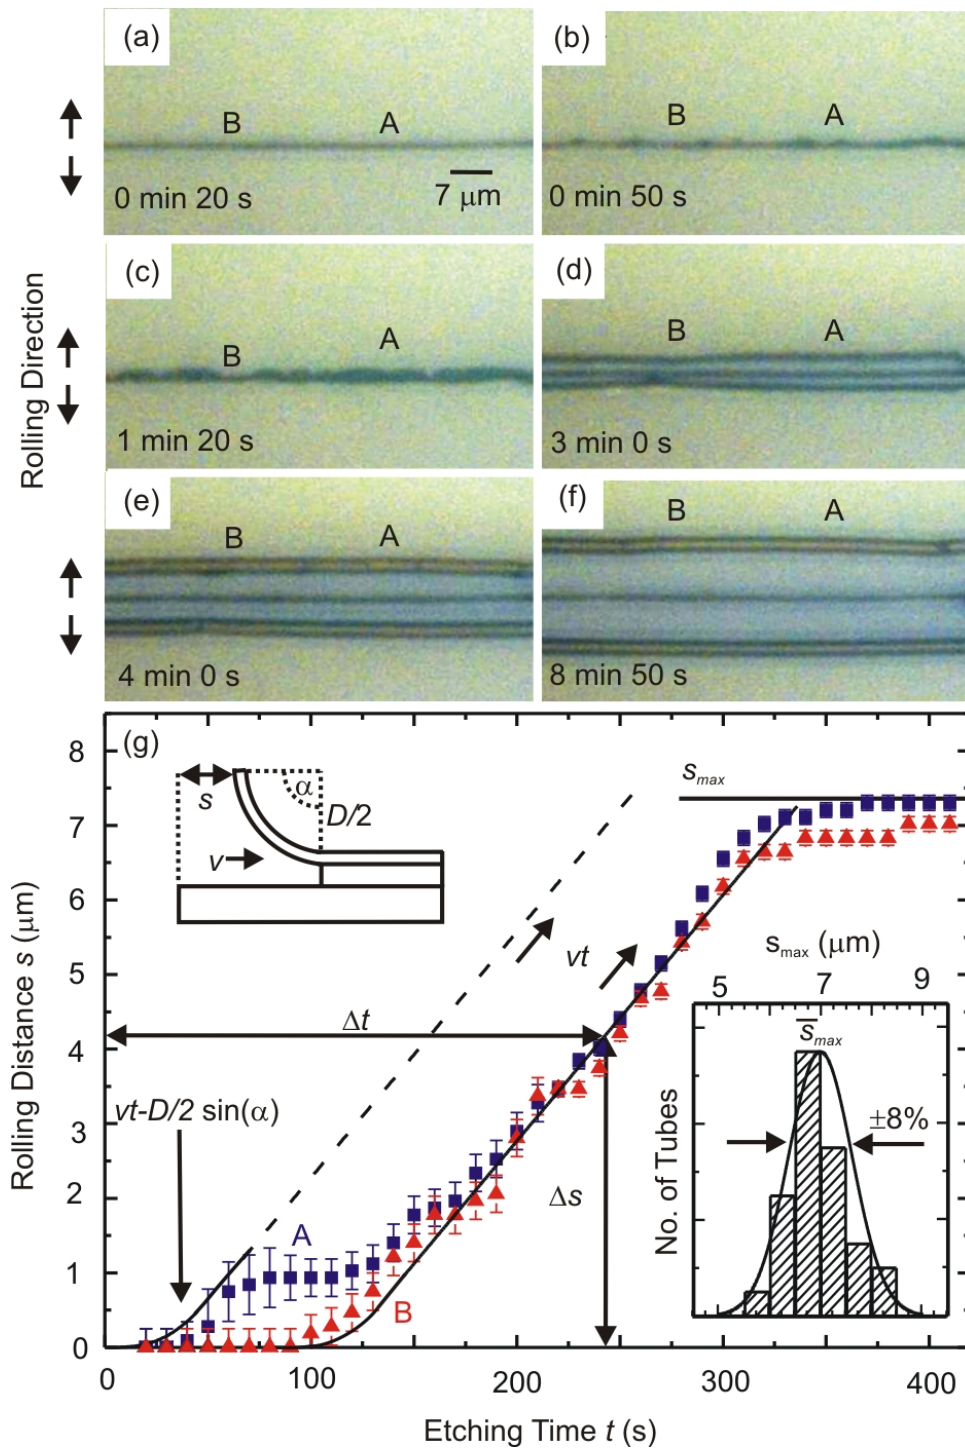 (a)
B
A
0 min 20 s
7 μm
(b)
B
A
0 min 50 s
Rolling Direction
(c)
B
A
1 min 20 s
(d)
B
A
3 min 0 s
(e)
B
A
4 min 0 s
(f)
B
A
8 min 50 s
(g)
Rolling Distance s (μm)
8
7
6
5
4
3
2
1
0
s
α
D/2
v
s_max
vt
Δt
vt-D/2 sin(α)
A
B
Δs
s_max (μm)
5 7 9
s̅_max
±8%
No. of Tubes
0 100 200 300 400
Etching Time t (s)